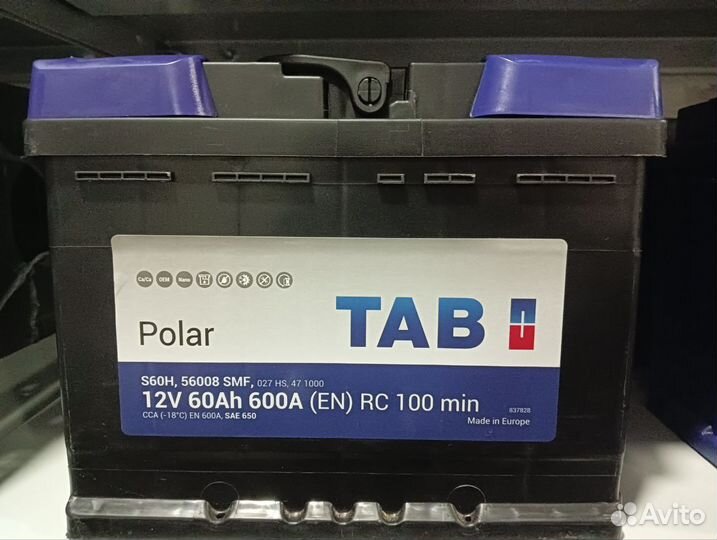 Ca/Ca OEM Nano
Polar
TAB
S60H, 56008 SMF, 027 HS, 47 1000
12V 60Ah 600A (EN) RC 100 min
CCA (-18°C) EN 600A, SAE 650
837828
Made in Europe
Avito